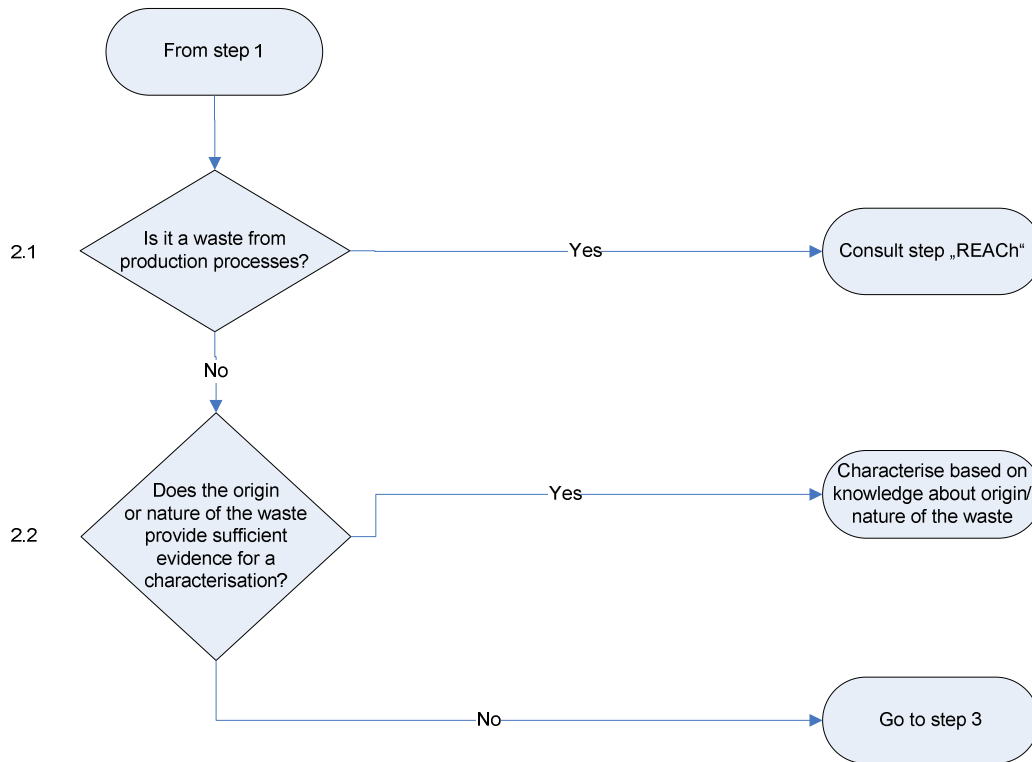 From step 1
2.1
Is it a waste from
production processes?
Yes
Consult step „REACh“
No
2.2
Does the origin
or nature of the waste
provide sufficient
evidence for a
characterisation?
Yes
Characterise based on
knowledge about origin/
nature of the waste
No
Go to step 3